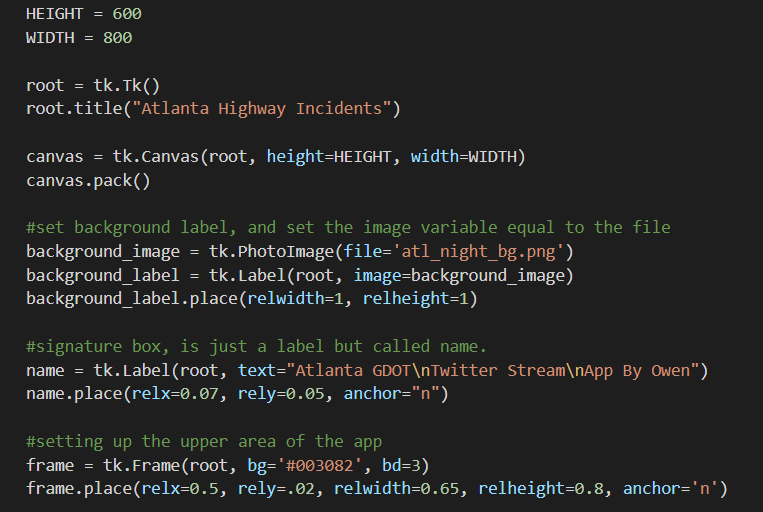 HEIGHT = 600
WIDTH = 800
root = tk.Tk()
root.title("Atlanta Highway Incidents")
canvas = tk.Canvas(root, height=HEIGHT, width=WIDTH)
canvas.pack()
#set background label, and set the image variable equal to the file
background_image = tk.PhotoImage(file='atl_night_bg.png')
background_label = tk.Label(root, image=background_image)
background_label.place(relwidth=1, relheight=1)
#signature box, is just a label but called name.
name = tk.Label(root, text="Atlanta GDOT\nTwitter Stream\nApp By Owen")
name.place(relx=0.07, rely=0.05, anchor="n")
#setting up the upper area of the app
frame = tk.Frame(root, bg='#003082', bd=3)
frame.place(relx=0.5, rely=.02, relwidth=0.65, relheight=0.8, anchor='n')